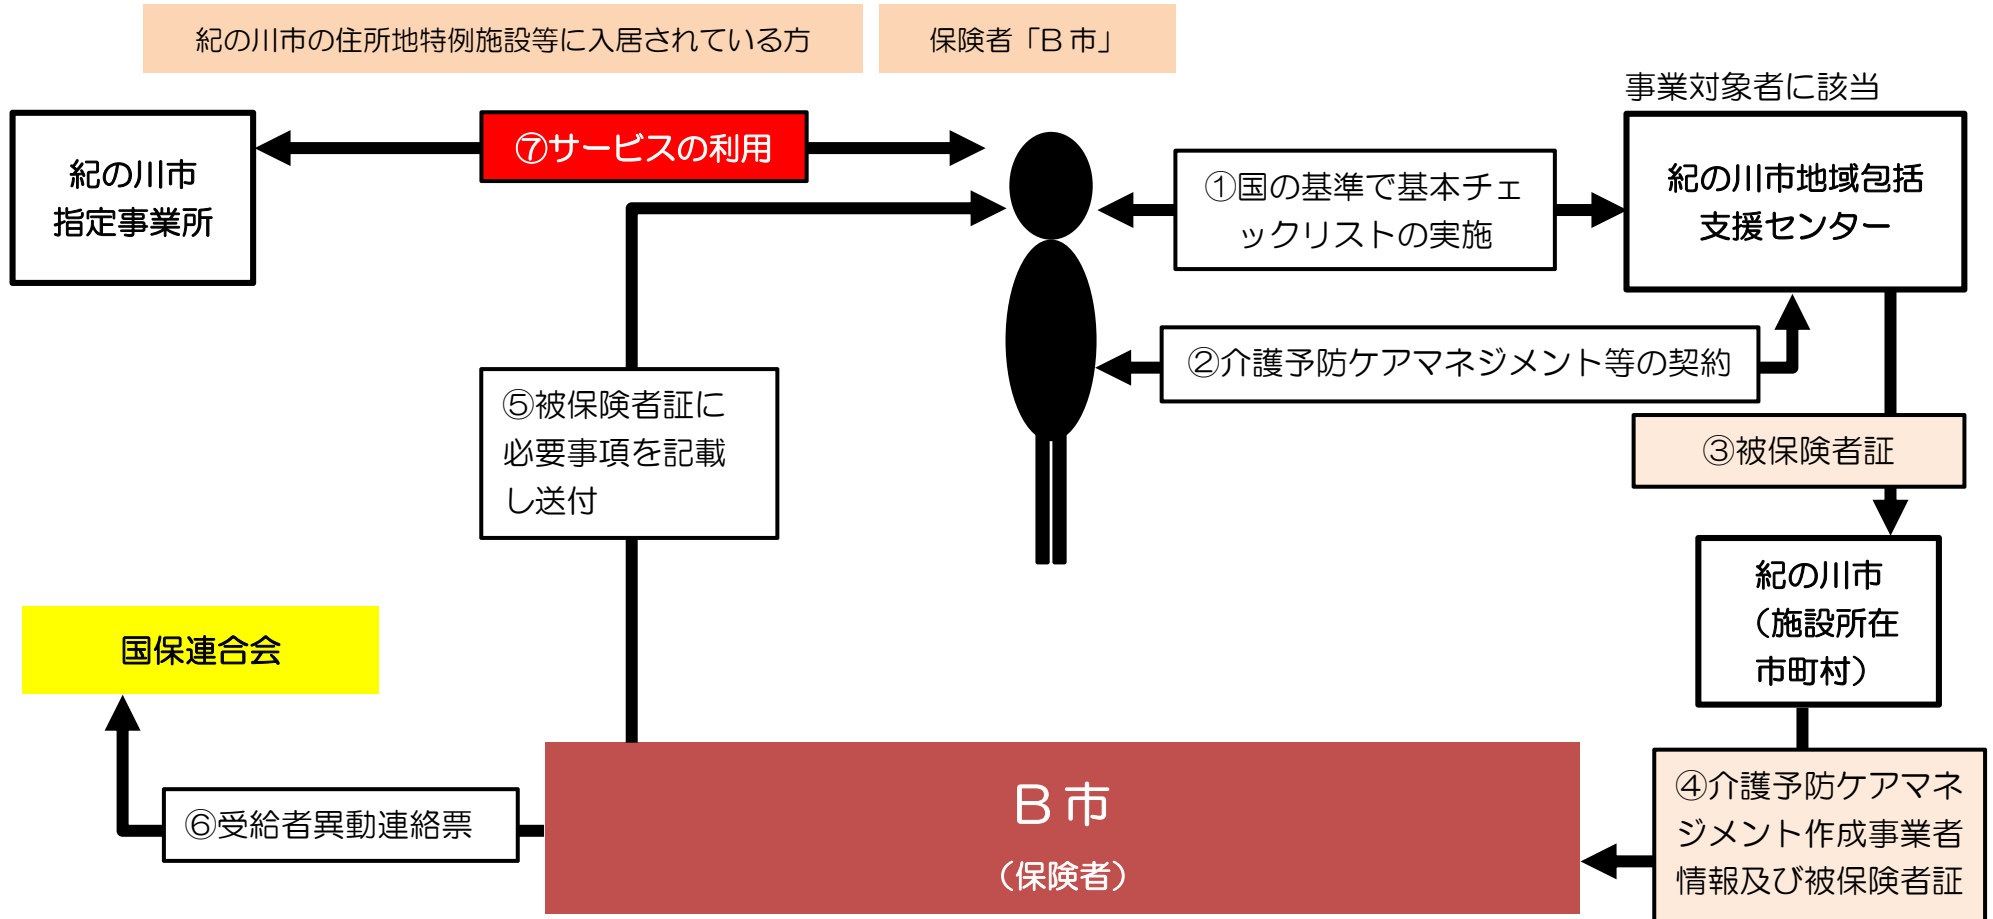 紀の川市の住所地特例施設等に入居されている方
保険者「B市」
事業対象者に該当
紀の川市
指定事業所
⑦サービスの利用
①国の基準で基本チェ
ックリストの実施
紀の川市地域包括
支援センター
②介護予防ケアマネジメント等の契約
⑤被保険者証に
必要事項を記載
し送付
③被保険者証
紀の川市
（施設所在
市町村）
国保連合会
⑥受給者異動連絡票
B市
（保険者）
④介護予防ケアマネ
ジメント作成事業者
情報及び被保険者証